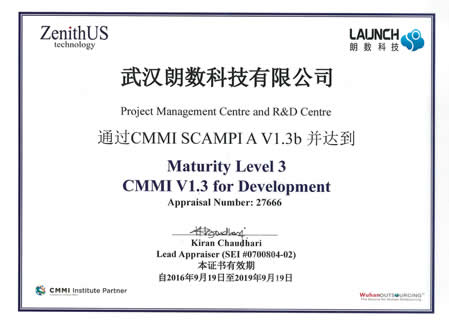 ZenithUS
technology
LAUNCH
朗数科技
武汉朗数科技有限公司
Project Management Centre and R&D Centre
通过CMMI SCAMPI A V1.3b 并达到
Maturity Level 3
CMMI V1.3 for Development
Appraisal Number: 27666
Kiran Chaudhari
Lead Appraiser (SEI #0700804-02)
本证书有效期
自2016年9月19日至2019年9月19日
CMMI Institute Partner
WuhanOUTSOURCING